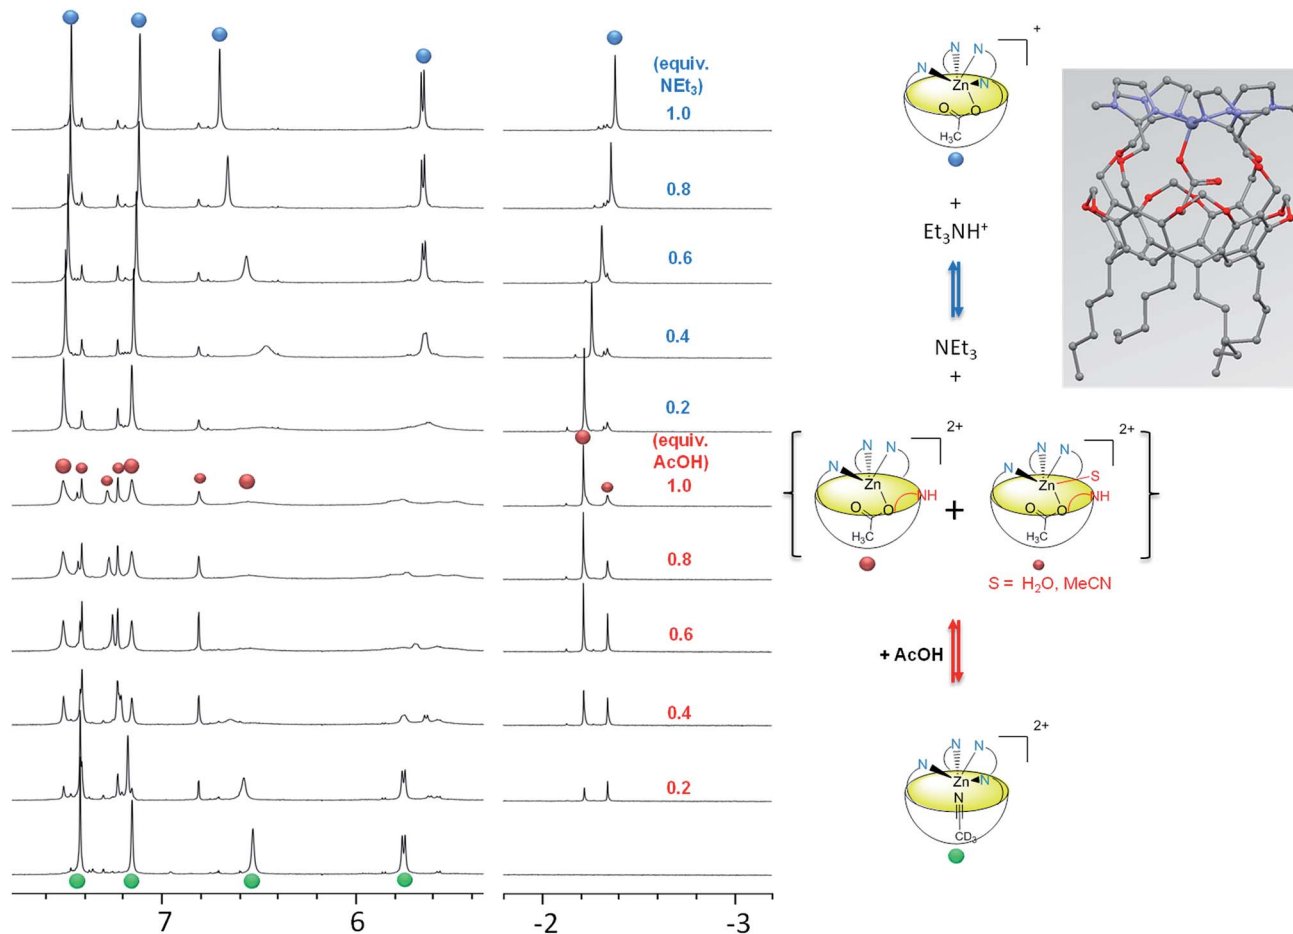 (equiv.
NEt3)
1.0
0.8
0.6
0.4
0.2
(equiv.
AcOH)
1.0
0.8
0.6
0.4
0.2
7
6
-2
-3
+
N
N
N
Zn
N
O
O
H3C
+
Et3NH+
NEt3
+
2+
N
N
N
Zn
NH
O
O
H3C
+
2+
N
N
N
Zn
S
NH
O
O
H3C
S = H2O, MeCN
+ AcOH
2+
N
N
N
Zn
N
N
CD3